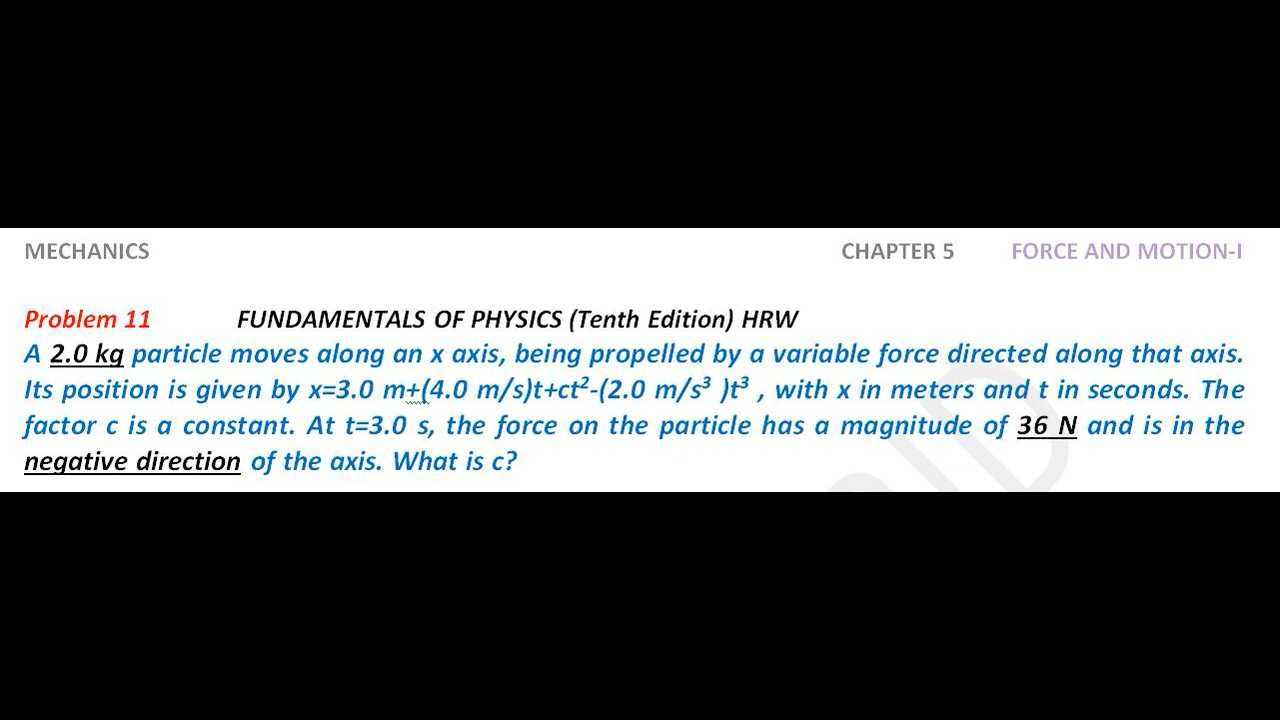 MECHANICS CHAPTER 5 FORCE AND MOTION-I
Problem 11 FUNDAMENTALS OF PHYSICS (Tenth Edition) HRW
A 2.0 kg particle moves along an x axis, being propelled by a variable force directed along that axis.
Its position is given by x=3.0 m+(4.0 m/s)t+ct²-(2.0 m/s³ )t³ , with x in meters and t in seconds. The
factor c is a constant. At t=3.0 s, the force on the particle has a magnitude of 36 N and is in the
negative direction of the axis. What is c?